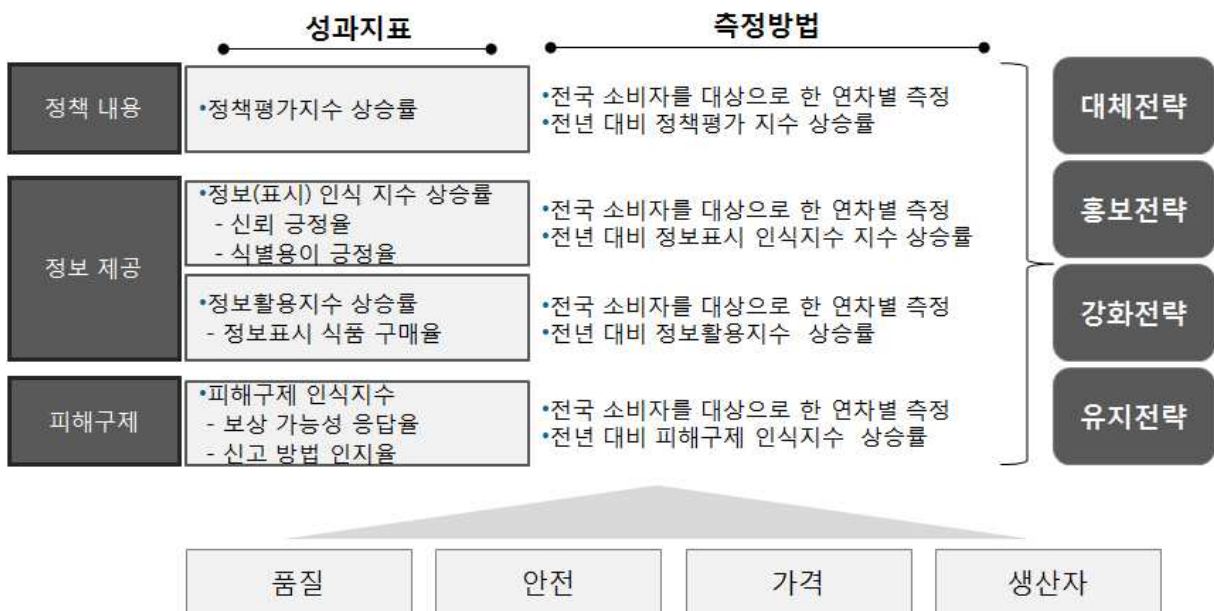 성과지표
측정방법
정책 내용
•정책평가지수 상승률
•전국 소비자를 대상으로 한 연차별 측정
•전년 대비 정책평가 지수 상승률
정보 제공
•정보(표시) 인식 지수 상승률
- 신뢰 긍정율
- 식별용이 긍정율
•전국 소비자를 대상으로 한 연차별 측정
•전년 대비 정보표시 인식지수 지수 상승률
•정보활용지수 상승률
- 정보표시 식품 구매율
•전국 소비자를 대상으로 한 연차별 측정
•전년 대비 정보활용지수 상승률
피해구제
•피해구제 인식지수
- 보상 가능성 응답율
- 신고 방법 인지율
•전국 소비자를 대상으로 한 연차별 측정
•전년 대비 피해구제 인식지수 상승률
대체전략
홍보전략
강화전략
유지전략
품질
안전
가격
생산자